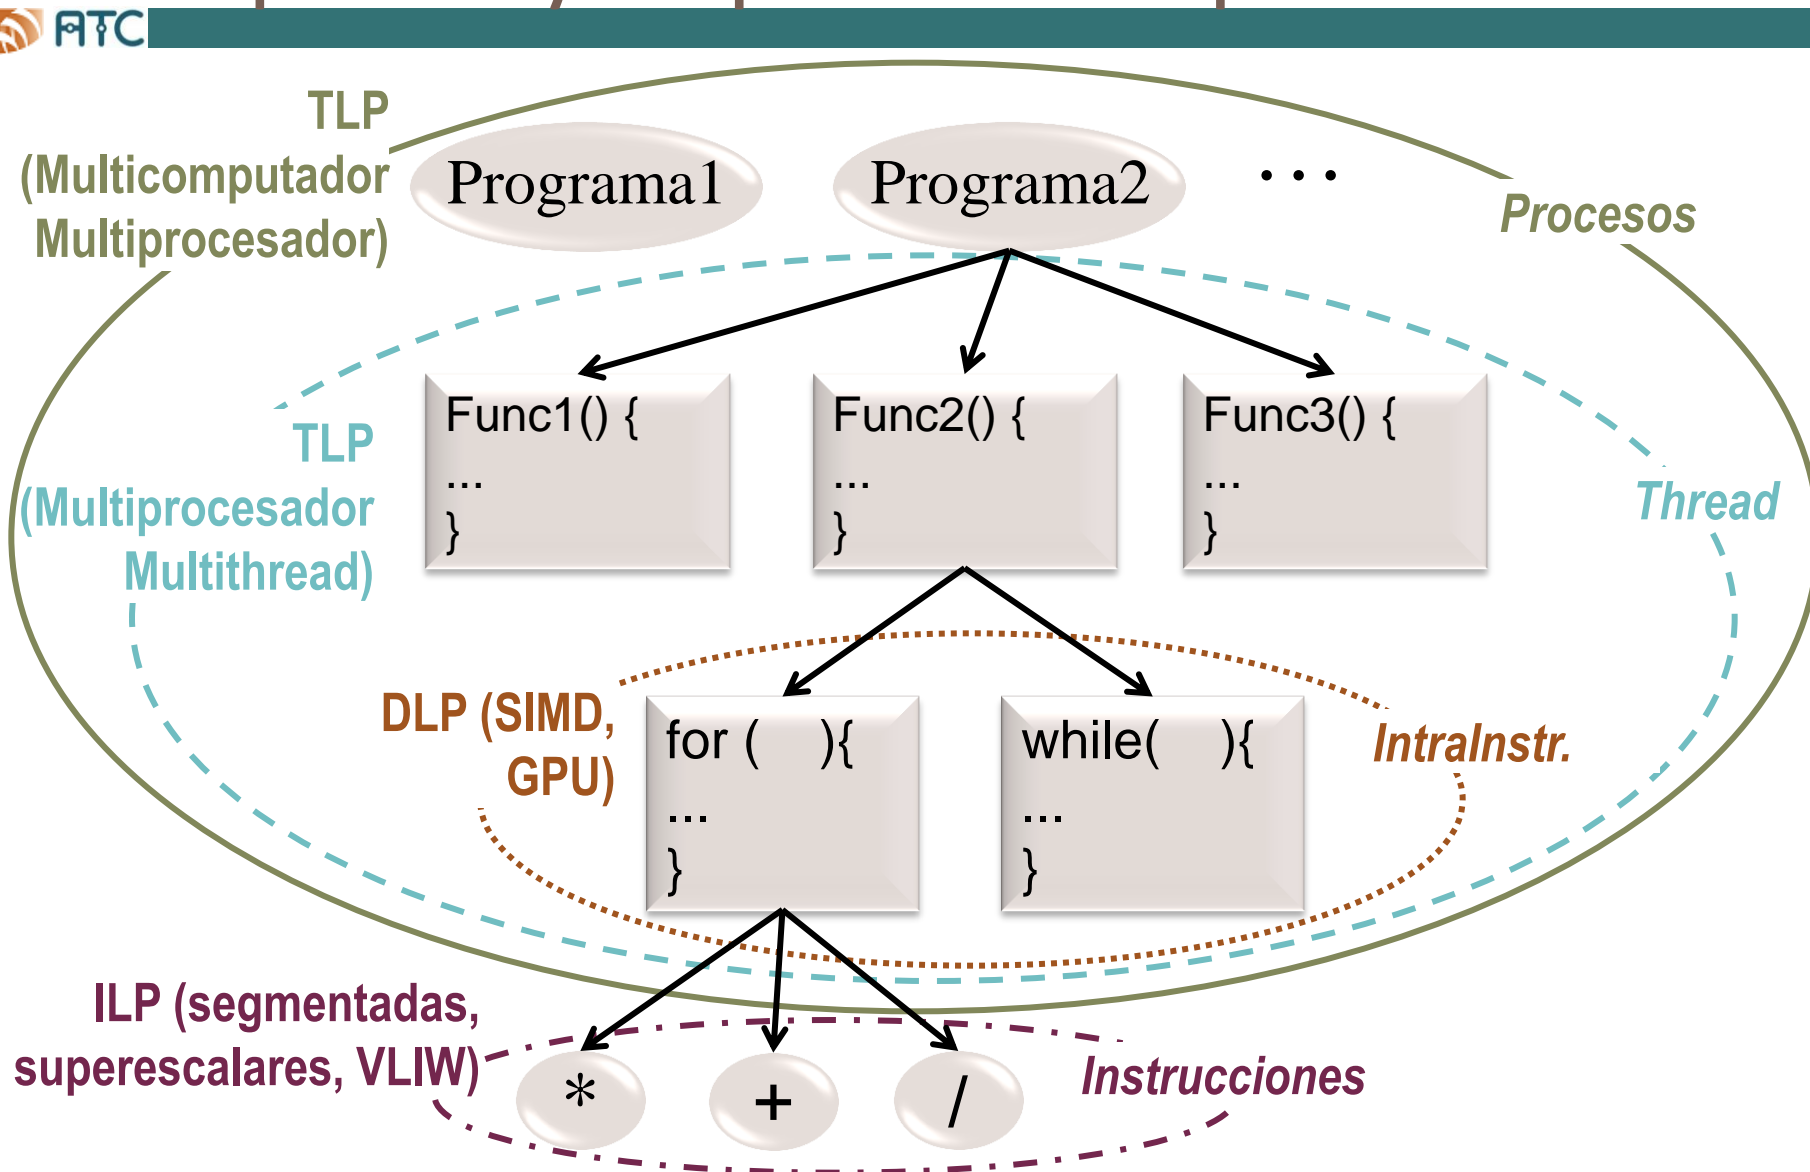 ATC
TLP
(Multicomputador
Multiprocesador)
Programa1
Programa2
...
Procesos
TLP
(Multiprocesador
Multithread)
Func1() {
...
}
Func2() {
...
}
Func3() {
...
}
Thread
DLP (SIMD,
GPU)
for ( ){
...
}
while( ){
...
}
IntraInstr.
ILP (segmentadas,
superescalares, VLIW)
*
+
/
Instrucciones